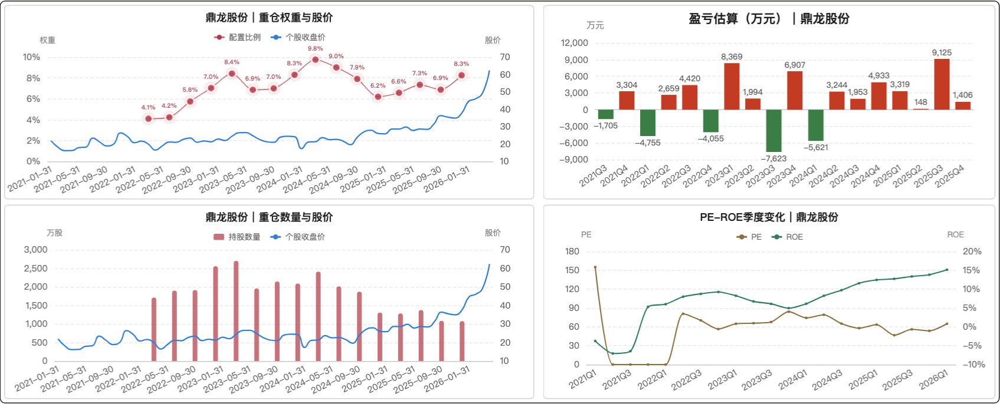 鼎龙股份｜重仓权重与股价
权重
配置比例
个股收盘价
股价
10%
8%
6%
4%
2%
0%
4.1%
4.2%
5.8%
7.0%
8.4%
6.9%
7.0%
8.3%
9.8%
9.0%
7.9%
6.2%
6.6%
7.3%
6.9%
8.3%
70
60
50
40
30
20
10
2021-01-31
2021-05-31
2021-09-30
2022-01-31
2022-05-31
2022-09-30
2023-01-31
2023-05-31
2023-09-30
2024-01-31
2024-05-31
2024-09-30
2025-01-31
2025-05-31
2025-09-30
2026-01-31
盈亏估算（万元）｜鼎龙股份
万元
12,000
9,000
6,000
3,000
0
−3,000
−6,000
−9,000
−1,705
3,304
−4,755
2,659
4,420
−4,055
8,369
1,994
−7,623
6,907
−5,621
3,244
1,953
4,933
3,319
148
9,125
1,406
2021Q3
2021Q4
2022Q1
2022Q2
2022Q3
2022Q4
2023Q1
2023Q2
2023Q3
2023Q4
2024Q1
2024Q2
2024Q3
2024Q4
2025Q1
2025Q2
2025Q3
2025Q4
鼎龙股份｜重仓数量与股价
万股
持股数量
个股收盘价
股价
3,000
2,500
2,000
1,500
1,000
500
0
70
60
50
40
30
20
10
2021-01-31
2021-05-31
2021-09-30
2022-01-31
2022-05-31
2022-09-30
2023-01-31
2023-05-31
2023-09-30
2024-01-31
2024-05-31
2024-09-30
2025-01-31
2025-05-31
2025-09-30
2026-01-31
PE-ROE季度变化｜鼎龙股份
PE
PE
ROE
ROE
180
150
120
90
60
30
0
20%
15%
10%
5%
0%
−5%
−10%
2021Q1
2021Q3
2022Q1
2022Q3
2023Q1
2023Q3
2024Q1
2024Q3
2025Q1
2025Q3
2026Q1